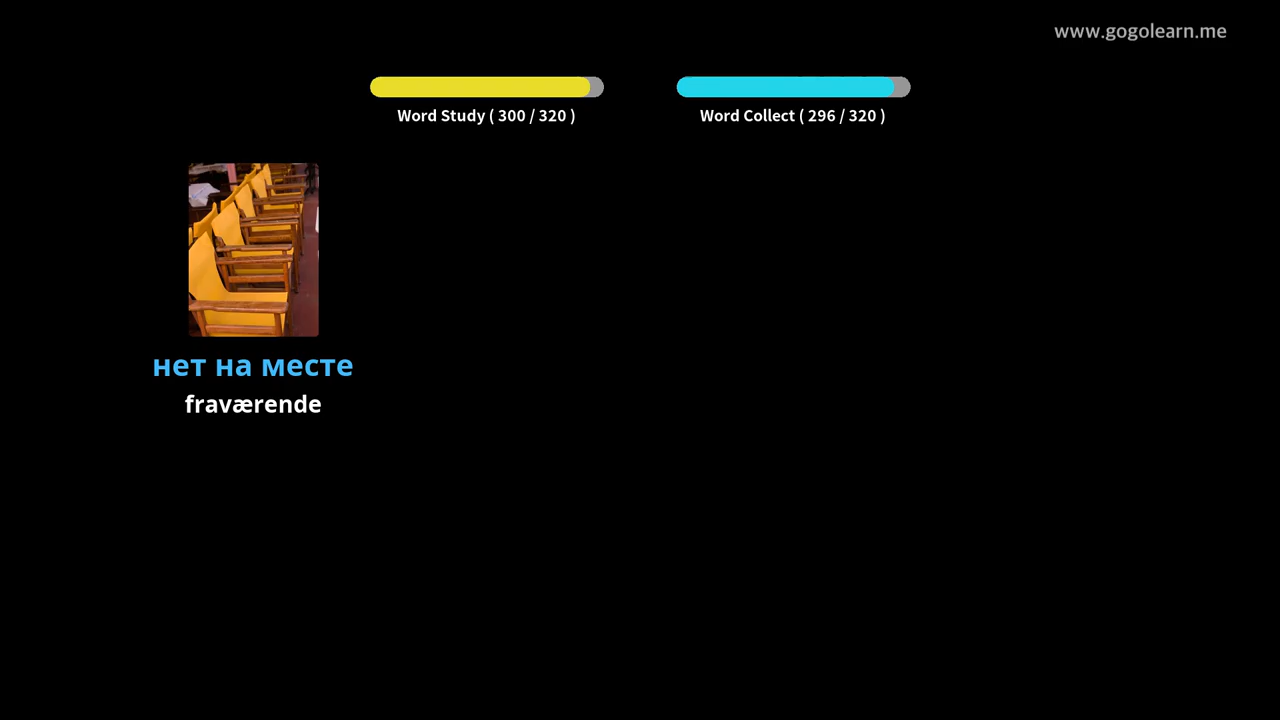 www.gogolearn.me
Word Study ( 300 / 320 )
Word Collect ( 296 / 320 )
нет на месте
fraværende